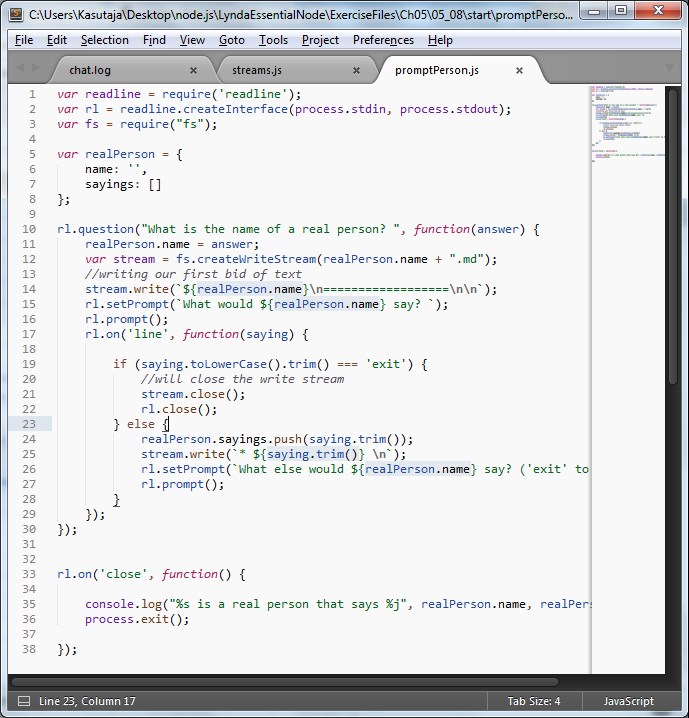 C:\Users\Kasutaja\Desktop\node.js\LyndaEssentialNode\ExerciseFiles\Ch05\05_08\start\promptPerso...
File Edit Selection Find View Goto Tools Project Preferences Help
chat.log × streams.js × promptPerson.js ×
1 var readline = require('readline');
2 var rl = readline.createInterface(process.stdin, process.stdout);
3 var fs = require("fs");
4
5 var realPerson = {
6     name: '',
7     sayings: []
8 };
9
10 rl.question("What is the name of a real person? ", function(answer) {
11     realPerson.name = answer;
12     var stream = fs.createWriteStream(realPerson.name + ".md");
13     //writing our first bid of text
14     stream.write(`${realPerson.name}\n==================\n\n`);
15     rl.setPrompt(`What would ${realPerson.name} say? `);
16     rl.prompt();
17     rl.on('line', function(saying) {
18
19         if (saying.toLowerCase().trim() === 'exit') {
20             //will close the write stream
21             stream.close();
22             rl.close();
23         } else {
24             realPerson.sayings.push(saying.trim());
25             stream.write(`* ${saying.trim()} \n`);
26             rl.setPrompt(`What else would ${realPerson.name} say? ('exit' to
27             rl.prompt();
28         }
29     });
30 });
31
32
33 rl.on('close', function() {
34
35     console.log("%s is a real person that says %j", realPerson.name, realPers
36     process.exit();
37
38 });
Line 23, Column 17 Tab Size: 4 JavaScript